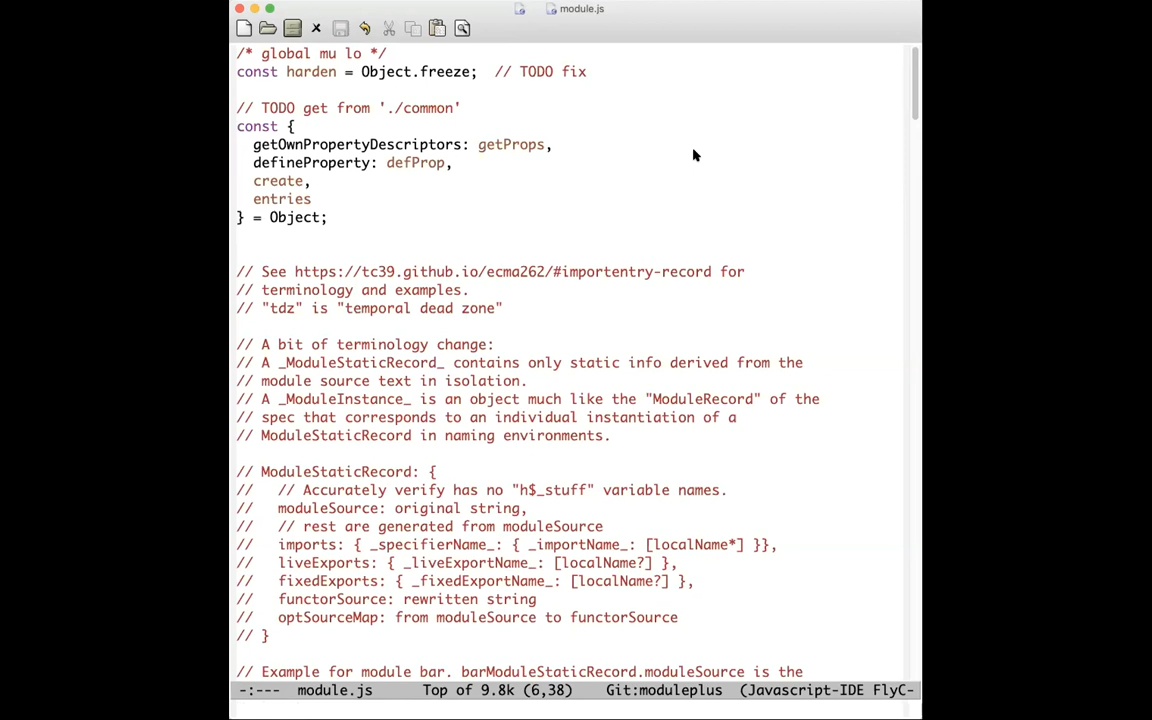 module.js
/* global mu lo */
const harden = Object.freeze;  // TODO fix
// TODO get from './common'
const {
  getOwnPropertyDescriptors: getProps,
  defineProperty: defProp,
  create,
  entries
} = Object;
// See https://tc39.github.io/ecma262/#importentry-record for
// terminology and examples.
// "tdz" is "temporal dead zone"
// A bit of terminology change:
// A _ModuleStaticRecord_ contains only static info derived from the
// module source text in isolation.
// A _ModuleInstance_ is an object much like the "ModuleRecord" of the
// spec that corresponds to an individual instantiation of a
// ModuleStaticRecord in naming environments.
// ModuleStaticRecord: {
//   // Accurately verify has no "h$_stuff" variable names.
//   moduleSource: original string,
//   // rest are generated from moduleSource
//   imports: { _specifierName_: { _importName_: [localName*] }},
//   liveExports: { _liveExportName_: [localName?] },
//   fixedExports: { _fixedExportName_: [localName?] },
//   functorSource: rewritten string
//   optSourceMap: from moduleSource to functorSource
// }
// Example for module bar. barModuleStaticRecord.moduleSource is the
-:---  module.js      Top of 9.8k (6,38)    Git:moduleplus  (Javascript-IDE FlyC-